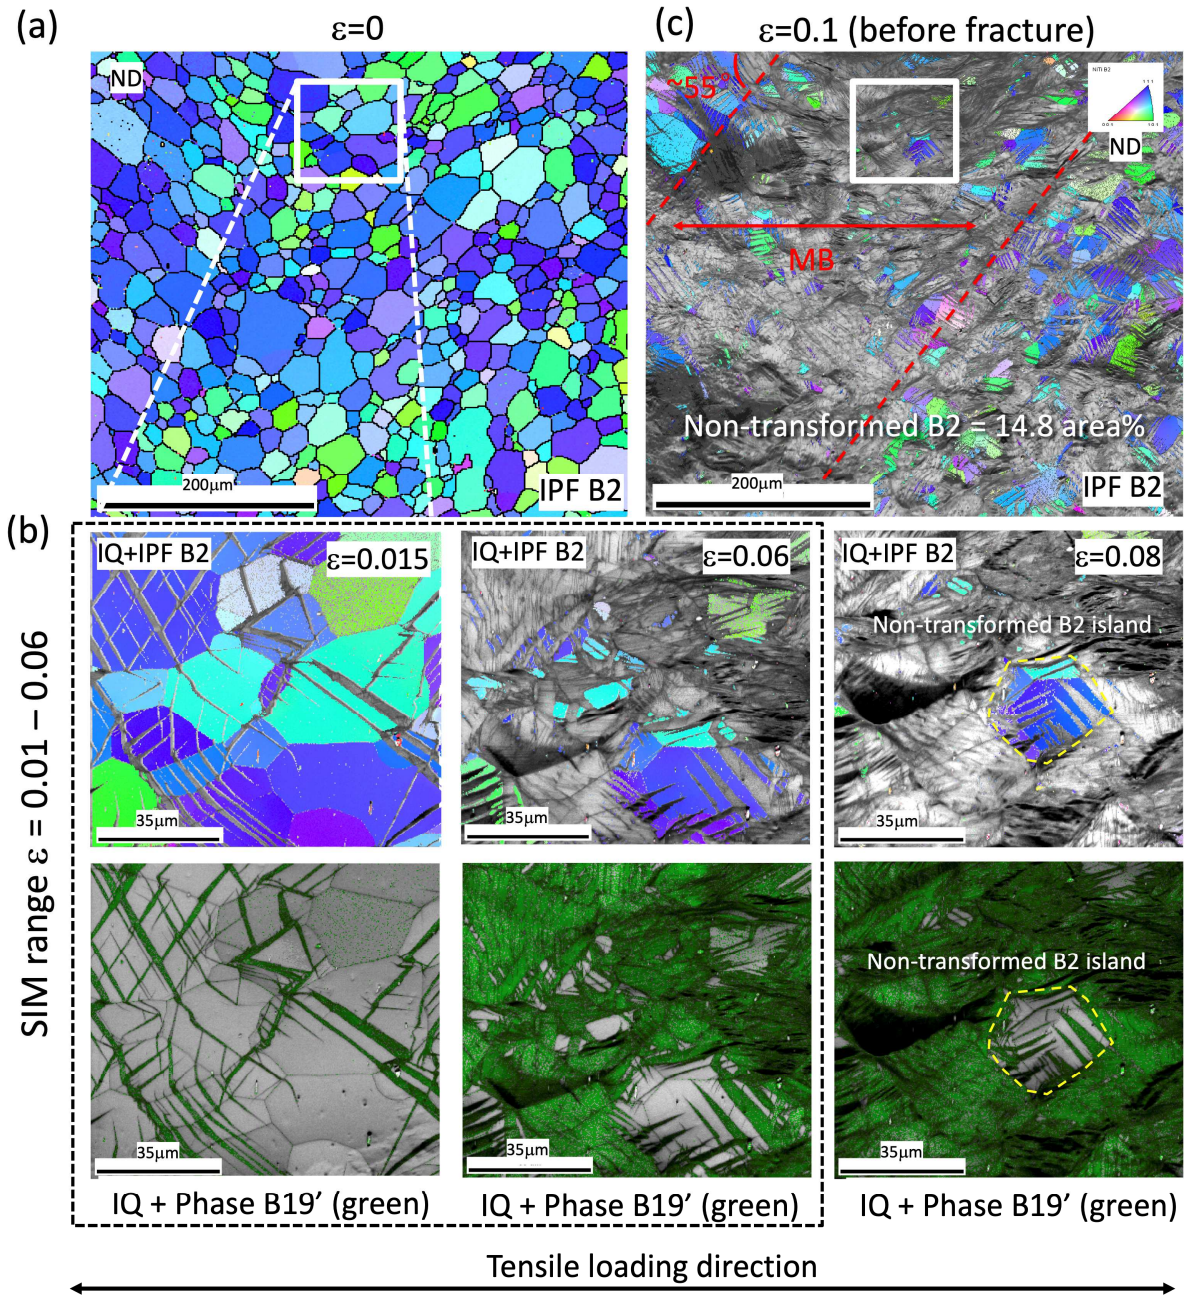 (a)
ε=0
ND
200μm
IPF B2
(c)
ε=0.1 (before fracture)
~55°
NiTi B2
111
001
101
ND
MB
Non-transformed B2 = 14.8 area%
200μm
IPF B2
(b)
SIM range ε = 0.01 – 0.06
IQ+IPF B2
ε=0.015
35μm
IQ+IPF B2
ε=0.06
35μm
IQ+IPF B2
ε=0.08
Non-transformed B2 island
35μm
35μm
IQ + Phase B19’ (green)
35μm
IQ + Phase B19’ (green)
Non-transformed B2 island
35μm
IQ + Phase B19’ (green)
Tensile loading direction